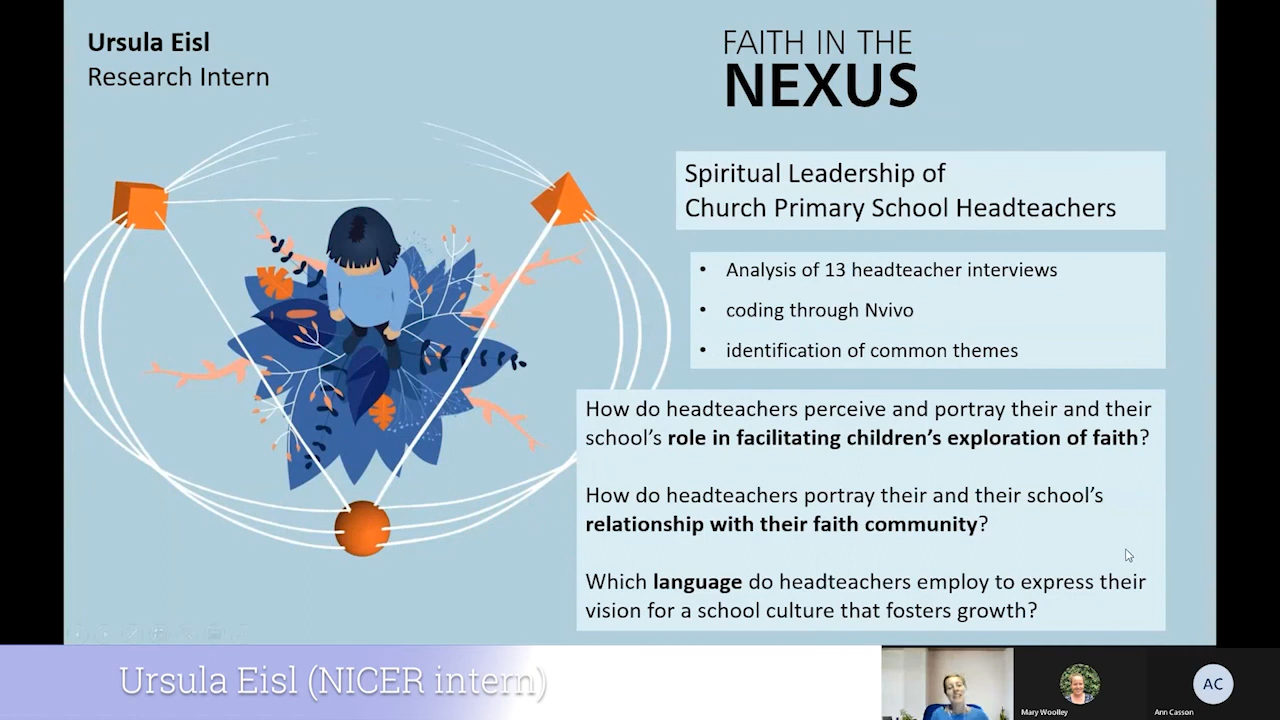 Ursula Eisl
Research Intern
FAITH IN THE
NEXUS
Spiritual Leadership of
Church Primary School Headteachers
• Analysis of 13 headteacher interviews
• coding through Nvivo
• identification of common themes
How do headteachers perceive and portray their and their
school’s role in facilitating children’s exploration of faith?
How do headteachers portray their and their school’s
relationship with their faith community?
Which language do headteachers employ to express their
vision for a school culture that fosters growth?
Ursula Eisl (NICER intern)
AC
Mary Woolley
Ann Casson